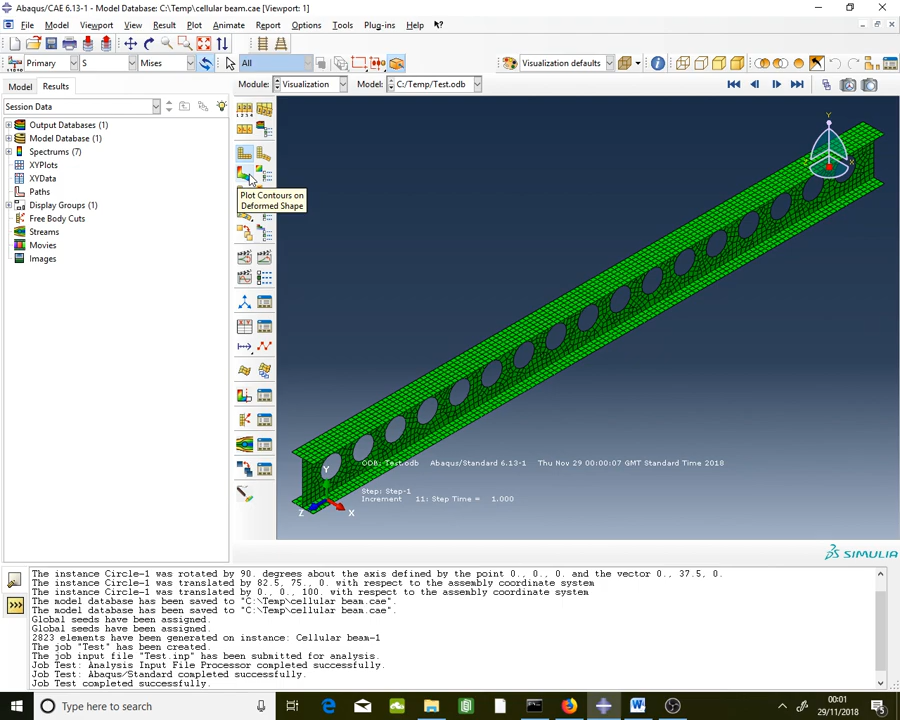 Abaqus/CAE 6.13-1 - Model Database: C:\Temp\cellular beam.cae [Viewport: 1]
File Model Viewport View Result Plot Animate Report Options Tools Plug-ins Help
Primary S Mises All Visualization defaults
Model Results Module: Visualization Model: C:/Temp/Test.odb
Session Data
Output Databases (1)
Model Database (1)
Spectrums (7)
XYPlots
XYData
Paths
Display Groups (1)
Free Body Cuts
Streams
Movies
Images
Plot Contours on
Deformed Shape
Y
X
Z
Y
Z
X
ODB: Test.odb Abaqus/Standard 6.13-1 Thu Nov 29 00:00:07 GMT Standard Time 2018
Step: Step-1
Increment 11: Step Time = 1.000
SIMULIA
The instance Circle-1 was rotated by 90. degrees about the axis defined by the point 0., 0., 0. and the vector 0., 37.5, 0.
The instance Circle-1 was translated by 82.5, 75., 0. with respect to the assembly coordinate system
The instance Circle-1 was translated by 0., 0., 100. with respect to the assembly coordinate system
The model database has been saved to "C:\Temp\cellular beam.cae".
The model database has been saved to "C:\Temp\cellular beam.cae".
Global seeds have been assigned.
Global seeds have been assigned.
2823 elements have been generated on instance: Cellular beam-1
The job "Test" has been created.
The job input file "Test.inp" has been submitted for analysis.
Job Test: Analysis Input File Processor completed successfully.
Job Test: Abaqus/Standard completed successfully.
Job Test completed successfully.
Type here to search
00:01
29/11/2018
5